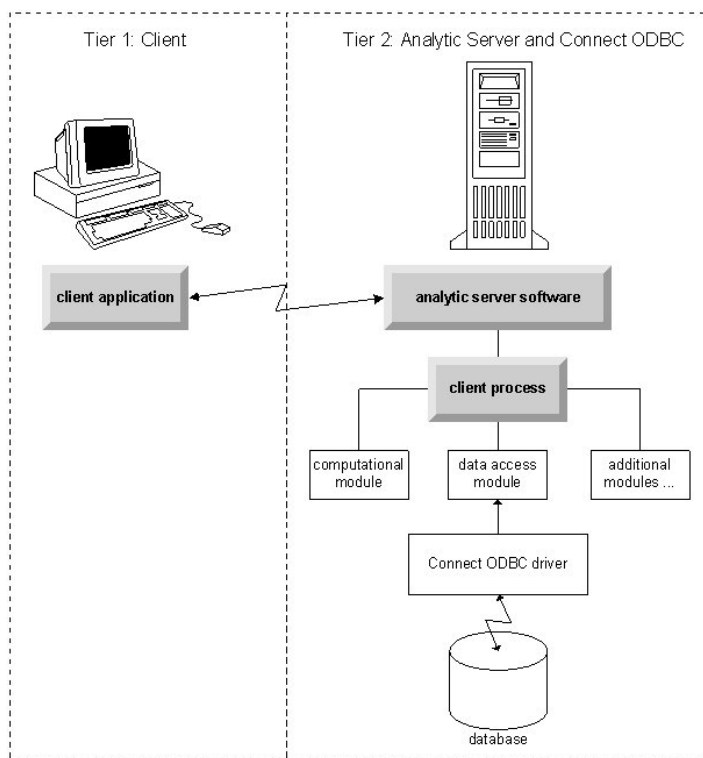 Tier 1: Client
Tier 2: Analytic Server and Connect ODBC
client application
analytic server software
client process
computational
module
data access
module
additional
modules ...
Connect ODBC driver
database